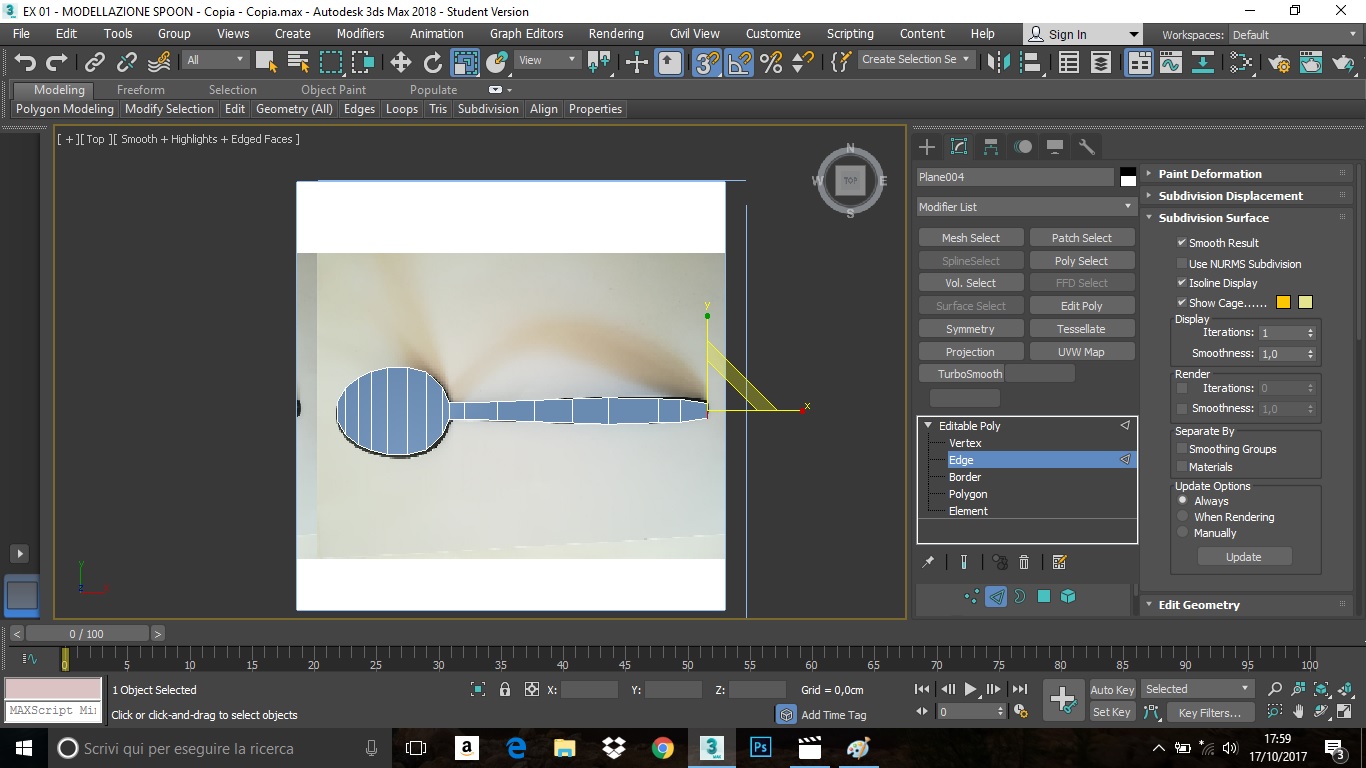 EX 01 - MODELLAZIONE SPOON - Copia - Copia.max - Autodesk 3ds Max 2018 - Student Version
File Edit Tools Group Views Create Modifiers Animation Graph Editors Rendering Civil View Customize Scripting Content Help Sign In Workspaces: Default
All View 3 Create Selection Se
Modeling Freeform Selection Object Paint Populate
Polygon Modeling Modify Selection Edit Geometry (All) Edges Loops Tris Subdivision Align Properties
[ + ][ Top ][ Smooth + Highlights + Edged Faces ]
N
W TOP E
S
y
x
Plane004
Modifier List
Mesh Select Patch Select
SplineSelect Poly Select
Vol. Select FFD Select
Surface Select Edit Poly
Symmetry Tessellate
Projection UVW Map
TurboSmooth
Editable Poly
Vertex
Edge
Border
Polygon
Element
Paint Deformation
Subdivision Displacement
Subdivision Surface
Smooth Result
Use NURMS Subdivision
Isoline Display
Show Cage......
Display
Iterations: 1
Smoothness: 1,0
Render
Iterations: 0
Smoothness: 1,0
Separate By
Smoothing Groups
Materials
Update Options
Always
When Rendering
Manually
Update
Edit Geometry
< 0 / 100 >
0 5 10 15 20 25 30 35 40 45 50 55 60 65 70 75 80 85 90 95 100
1 Object Selected X: Y: Z: Grid = 0,0cm Auto Key Selected
MAXScript Mi Click or click-and-drag to select objects Add Time Tag 0 Set Key Key Filters...
Scrivi qui per eseguire la ricerca
a 3 MAX Ps
17:59
17/10/2017
3